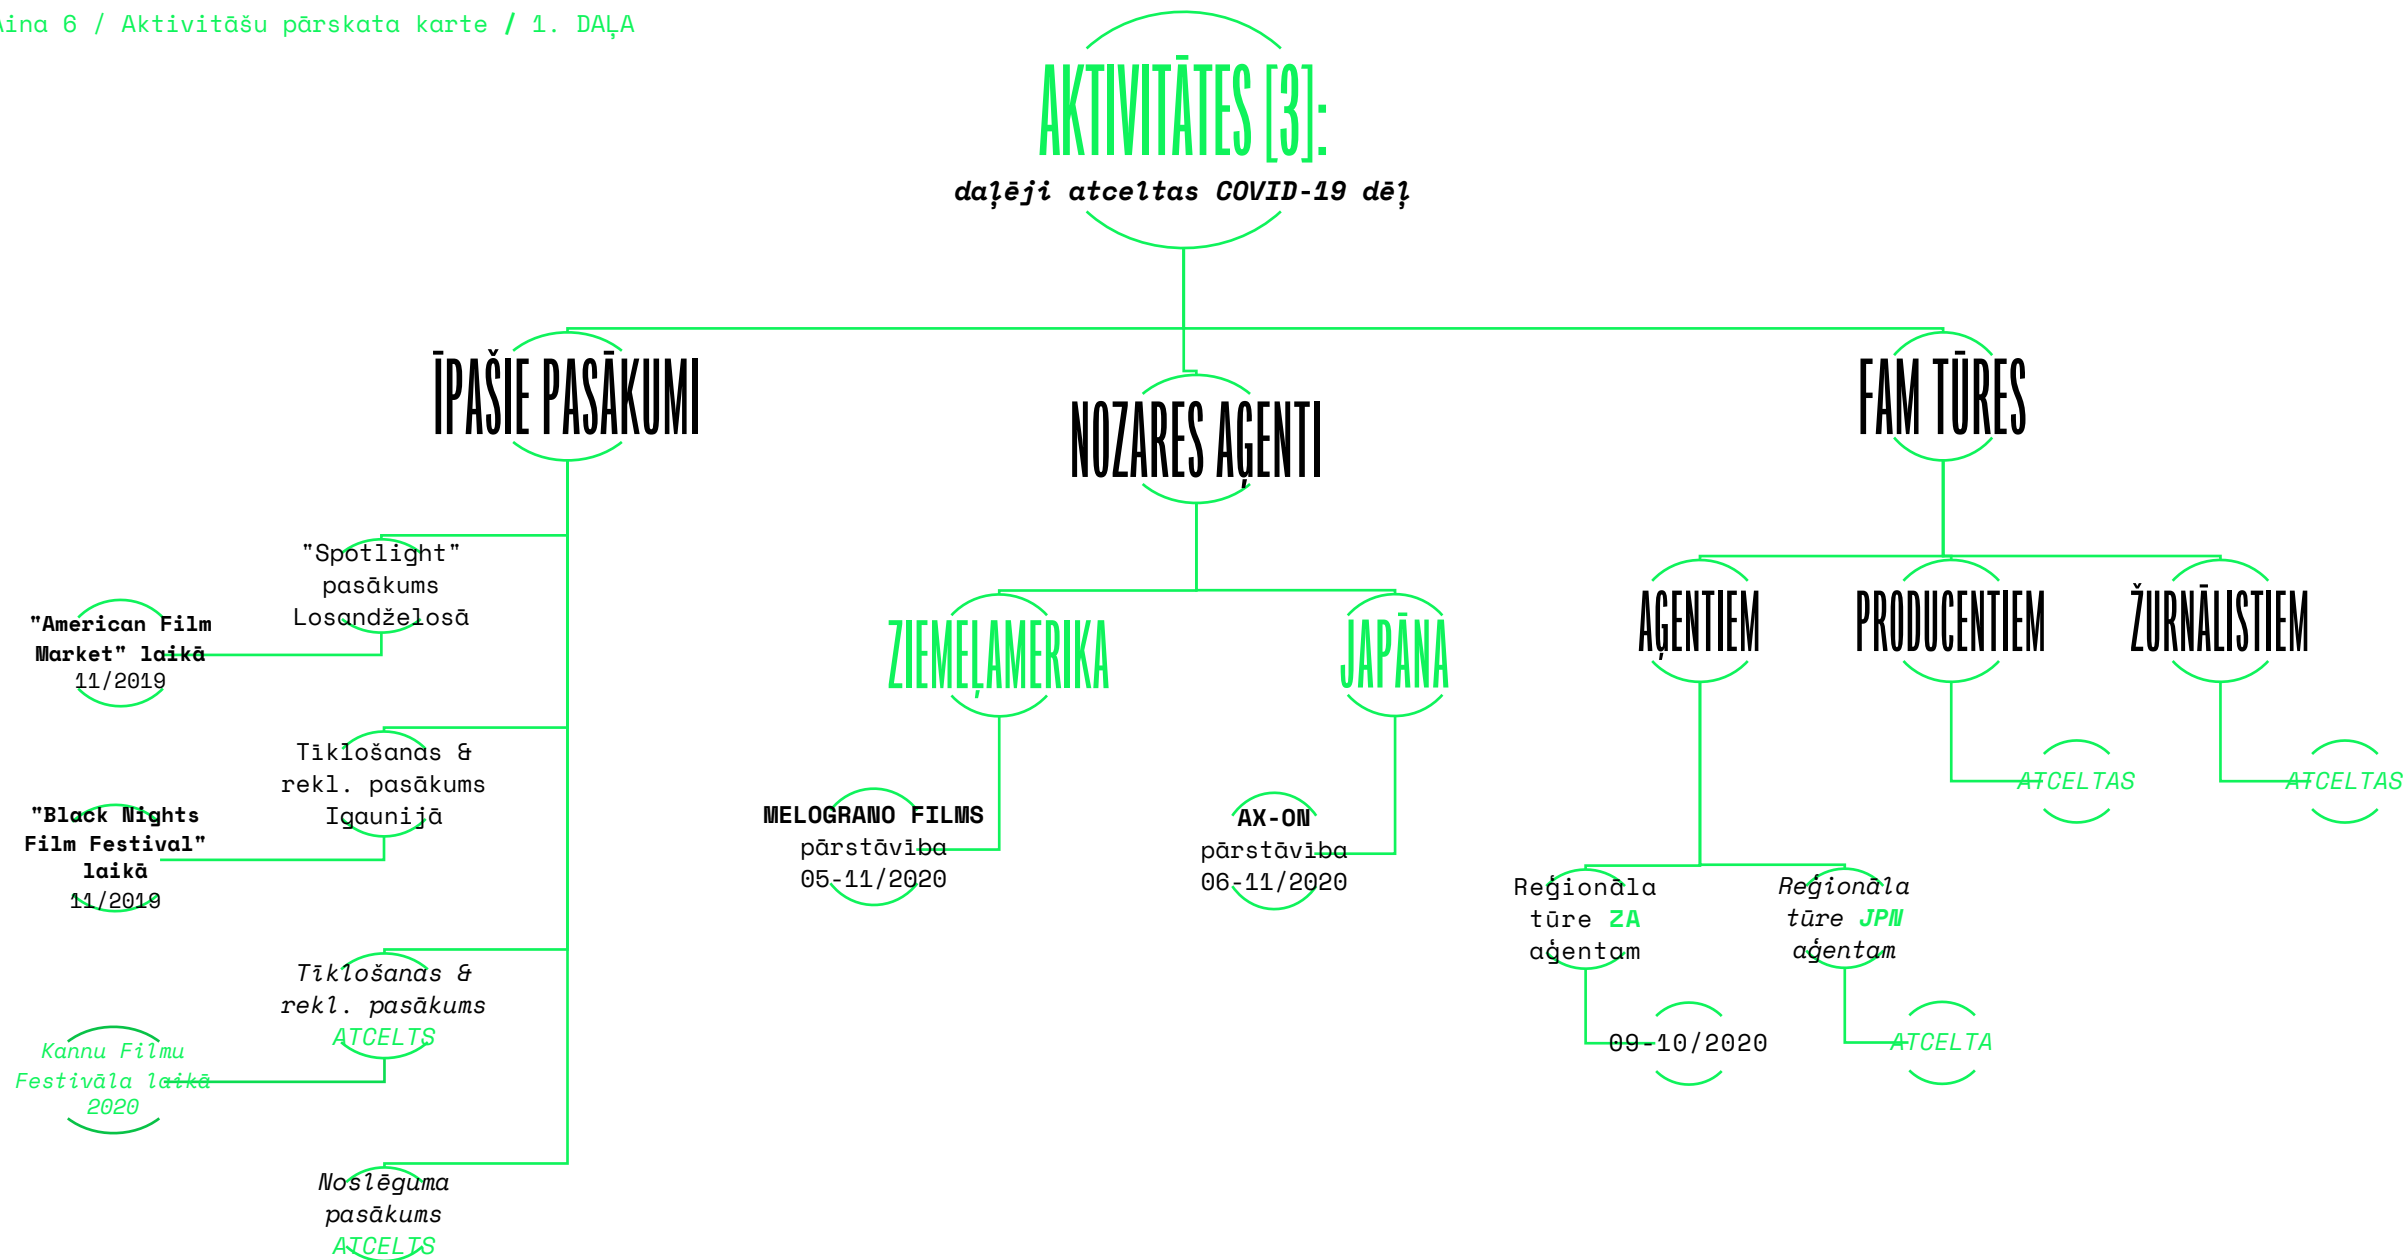 Aina 6 / Aktivitāšu pārskata karte / 1. DAĻA
AKTIVITĀTES [3]:
daļēji atceltas COVID-19 dēļ
ĪPAŠIE PASĀKUMI
"Spotlight"
pasākums
Losandželosā
"American Film
Market" laikā
11/2019
Tīklošanas &
rekl. pasākums
Igaunijā
"Black Nights
Film Festival"
laikā
11/2019
Tīklošanas &
rekl. pasākums
ATCELTS
Kannu Filmu
Festivāla laikā
2020
Noslēguma
pasākums
ATCELTS
NOZARES AĢENTI
ZIEMEĻAMERIKA
MELOGRANO FILMS
pārstāvība
05-11/2020
JAPĀNA
AX-ON
pārstāvība
06-11/2020
FAM TŪRES
AĢENTIEM
Reģionāla
tūre ZA
aģentam
09-10/2020
Reģionāla
tūre JPN
aģentam
ATCELTA
PRODUCENTIEM
ATCELTAS
ŽURNĀLISTIEM
ATCELTAS